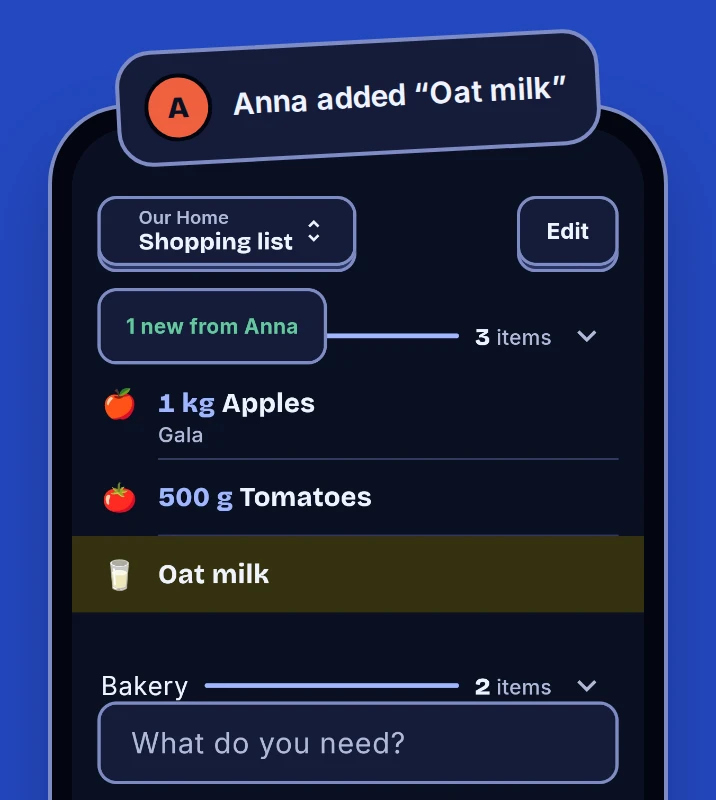 A
Anna added “Oat milk”
Our Home
Shopping list
Edit
1 new from Anna
3 items
1 kg Apples
Gala
500 g Tomatoes
Oat milk
Bakery
2 items
What do you need?